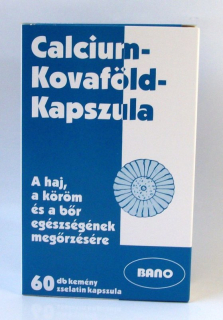 Calcium-
Kovaföld-
Kapszula
A haj,
a köröm
és a bőr
egészségének
megőrzésére
60 db kemény
zselatin kapszula
BANO